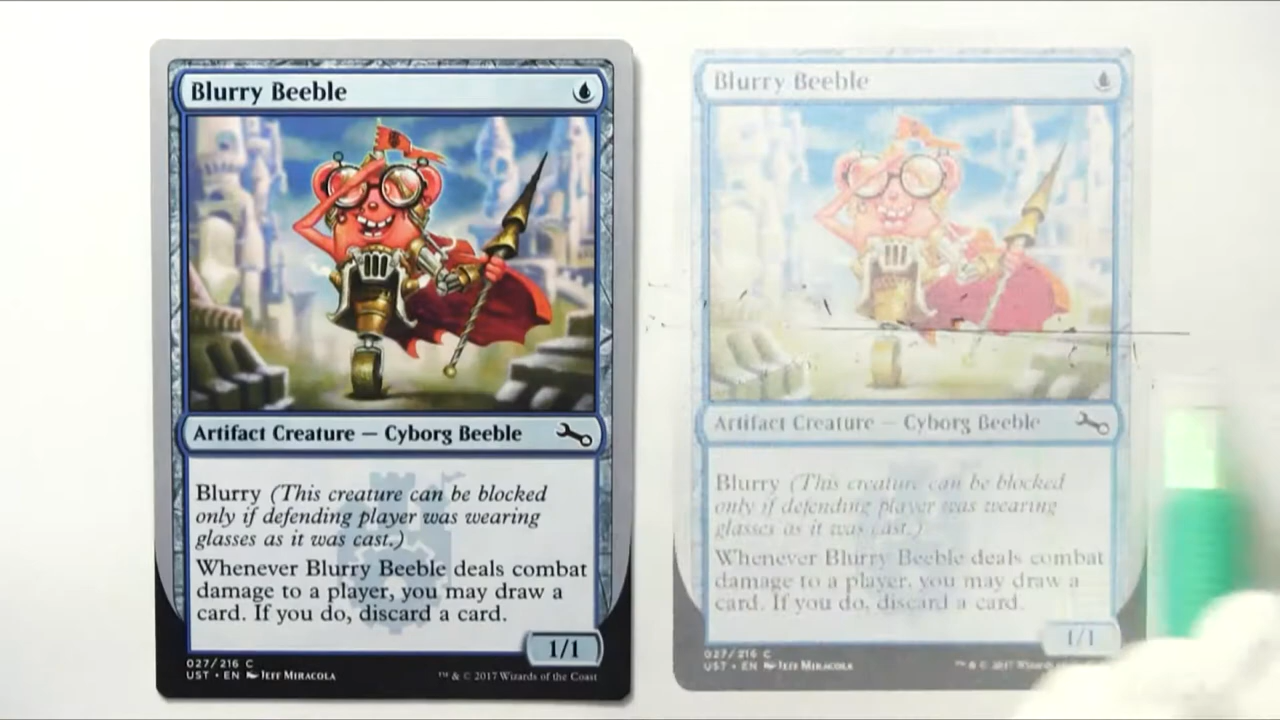 Blurry Beeble
Artifact Creature — Cyborg Beeble
Blurry (This creature can be blocked
only if defending player was wearing
glasses as it was cast.)
Whenever Blurry Beeble deals combat
damage to a player, you may draw a
card. If you do, discard a card.
1/1
027/216 C
UST • EN Jeff Miracola
™ & © 2017 Wizards of the Coast
Blurry Beeble
Artifact Creature — Cyborg Beeble
Blurry (This creature can be blocked
only if defending player was wearing
glasses as it was cast.)
Whenever Blurry Beeble deals combat
damage to a player, you may draw a
card. If you do, discard a card.
1/1
027/216 C
UST • EN Jeff Miracola
™ & © 2017 Wizards of the Co